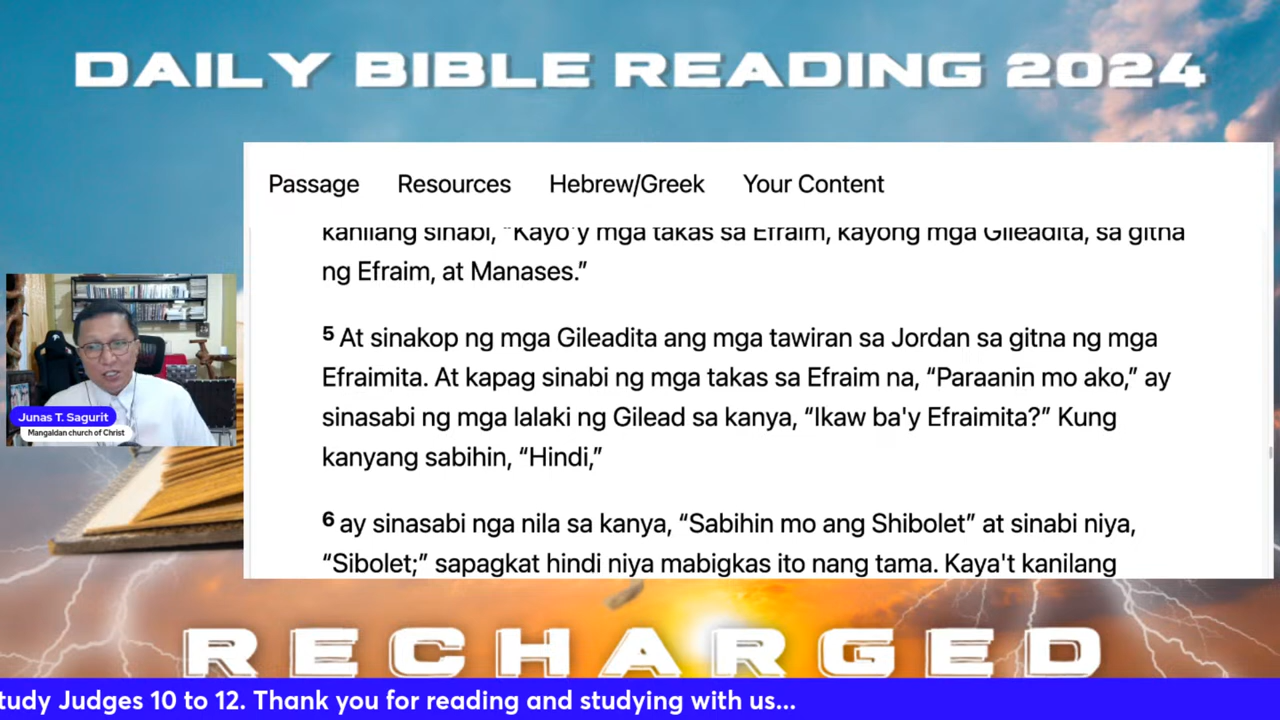 DAILY BIBLE READING 2024
Passage Resources Hebrew/Greek Your Content
kanilang sinabi, “Kayo'y mga takas sa Efraim, kayong mga Gileadita, sa gitna
ng Efraim, at Manases.”
5 At sinakop ng mga Gileadita ang mga tawiran sa Jordan sa gitna ng mga
Efraimita. At kapag sinabi ng mga takas sa Efraim na, “Paraanin mo ako,” ay
sinasabi ng mga lalaki ng Gilead sa kanya, “Ikaw ba'y Efraimita?” Kung
kanyang sabihin, “Hindi,”
6 ay sinasabi nga nila sa kanya, “Sabihin mo ang Shibolet” at sinabi niya,
“Sibolet;” sapagkat hindi niya mabigkas ito nang tama. Kaya't kanilang
Junas T. Sagurit
Mangaldan church of Christ
RECHARGED
tudy Judges 10 to 12. Thank you for reading and studying with us...